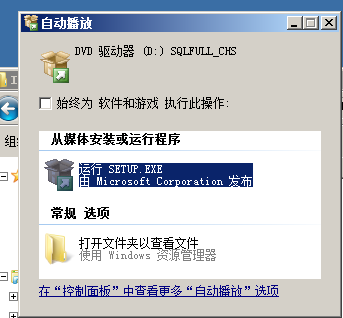 自动播放
DVD 驱动器 (D:) SQLFULL_CHS
始终为 软件和游戏 执行此操作:
组
从媒体安装或运行程序
运行 SETUP.EXE
由 Microsoft Corporation 发布
常规 选项
打开文件夹以查看文件
使用 Windows 资源管理器
在“控制面板”中查看更多“自动播放”选项